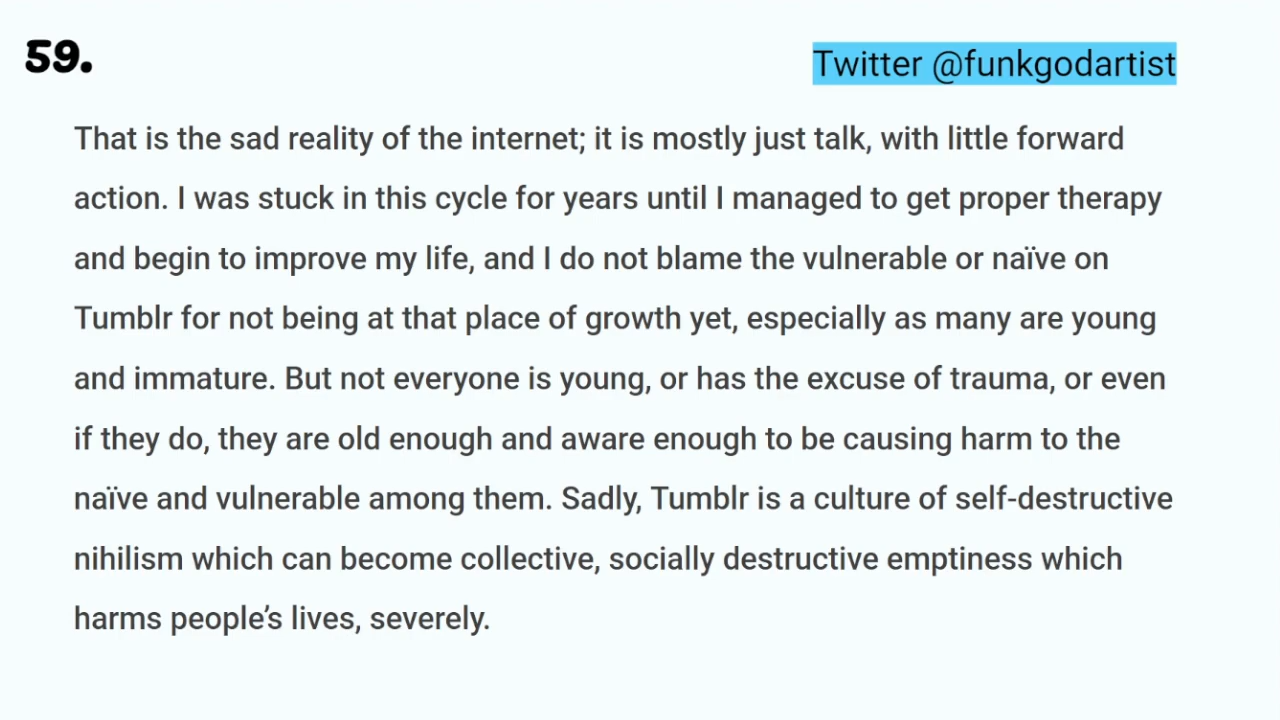 59.
Twitter @funkgodartist
That is the sad reality of the internet; it is mostly just talk, with little forward
action. I was stuck in this cycle for years until I managed to get proper therapy
and begin to improve my life, and I do not blame the vulnerable or naïve on
Tumblr for not being at that place of growth yet, especially as many are young
and immature. But not everyone is young, or has the excuse of trauma, or even
if they do, they are old enough and aware enough to be causing harm to the
naïve and vulnerable among them. Sadly, Tumblr is a culture of self-destructive
nihilism which can become collective, socially destructive emptiness which
harms people’s lives, severely.